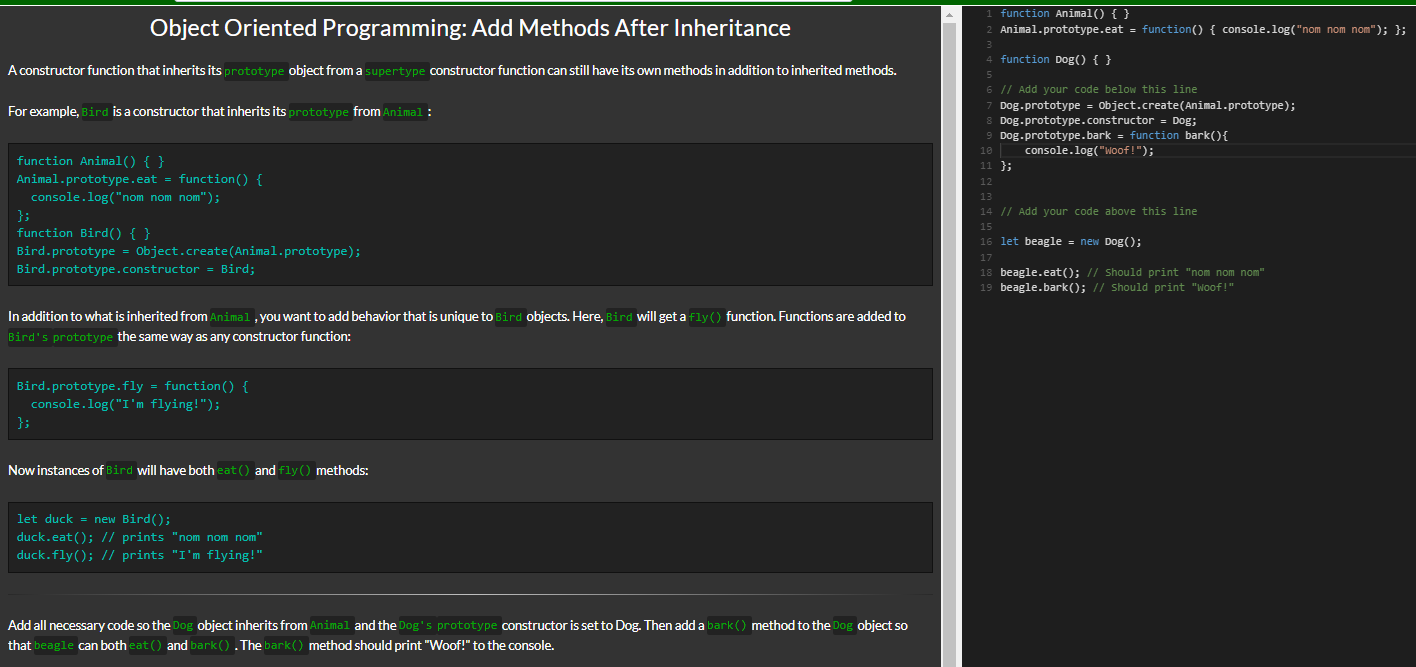 Object Oriented Programming: Add Methods After Inheritance
A constructor function that inherits its prototype object from a supertype constructor function can still have its own methods in addition to inherited methods.
For example, Bird is a constructor that inherits its prototype from Animal :
function Animal() { }
Animal.prototype.eat = function() {
  console.log("nom nom nom");
};
function Bird() { }
Bird.prototype = Object.create(Animal.prototype);
Bird.prototype.constructor = Bird;
In addition to what is inherited from Animal , you want to add behavior that is unique to Bird objects. Here, Bird will get a fly() function. Functions are added to
Bird's prototype the same way as any constructor function:
Bird.prototype.fly = function() {
  console.log("I'm flying!");
};
Now instances of Bird will have both eat() and fly() methods:
let duck = new Bird();
duck.eat(); // prints "nom nom nom"
duck.fly(); // prints "I'm flying!"
Add all necessary code so the Dog object inherits from Animal and the Dog's prototype constructor is set to Dog. Then add a bark() method to the Dog object so
that beagle can both eat() and bark() . The bark() method should print "Woof!" to the console.
1 function Animal() { }
2 Animal.prototype.eat = function() { console.log("nom nom nom"); };
3
4 function Dog() { }
5
6 // Add your code below this line
7 Dog.prototype = Object.create(Animal.prototype);
8 Dog.prototype.constructor = Dog;
9 Dog.prototype.bark = function bark(){
10     console.log("Woof!");
11 };
12
13
14 // Add your code above this line
15
16 let beagle = new Dog();
17
18 beagle.eat(); // Should print "nom nom nom"
19 beagle.bark(); // Should print "Woof!"